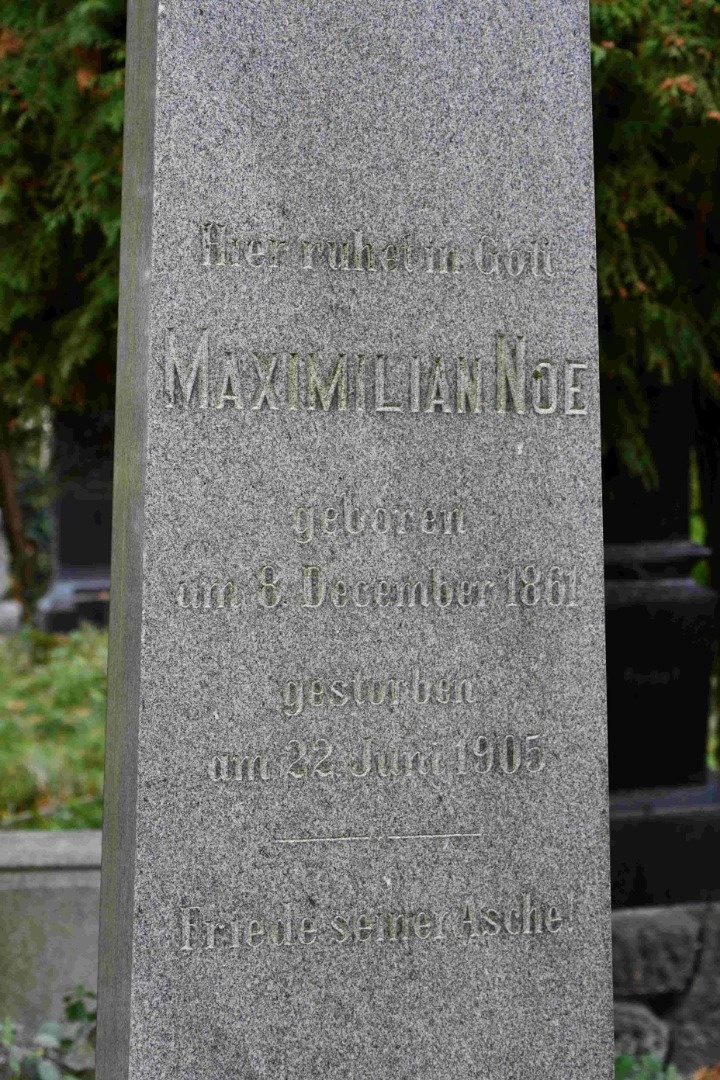 Hier ruhet in Gott
MAXIMILIAN NOE
geboren
am 8. December 1861
gestorben
am 22. Juni 1905
Friede seiner Asche!